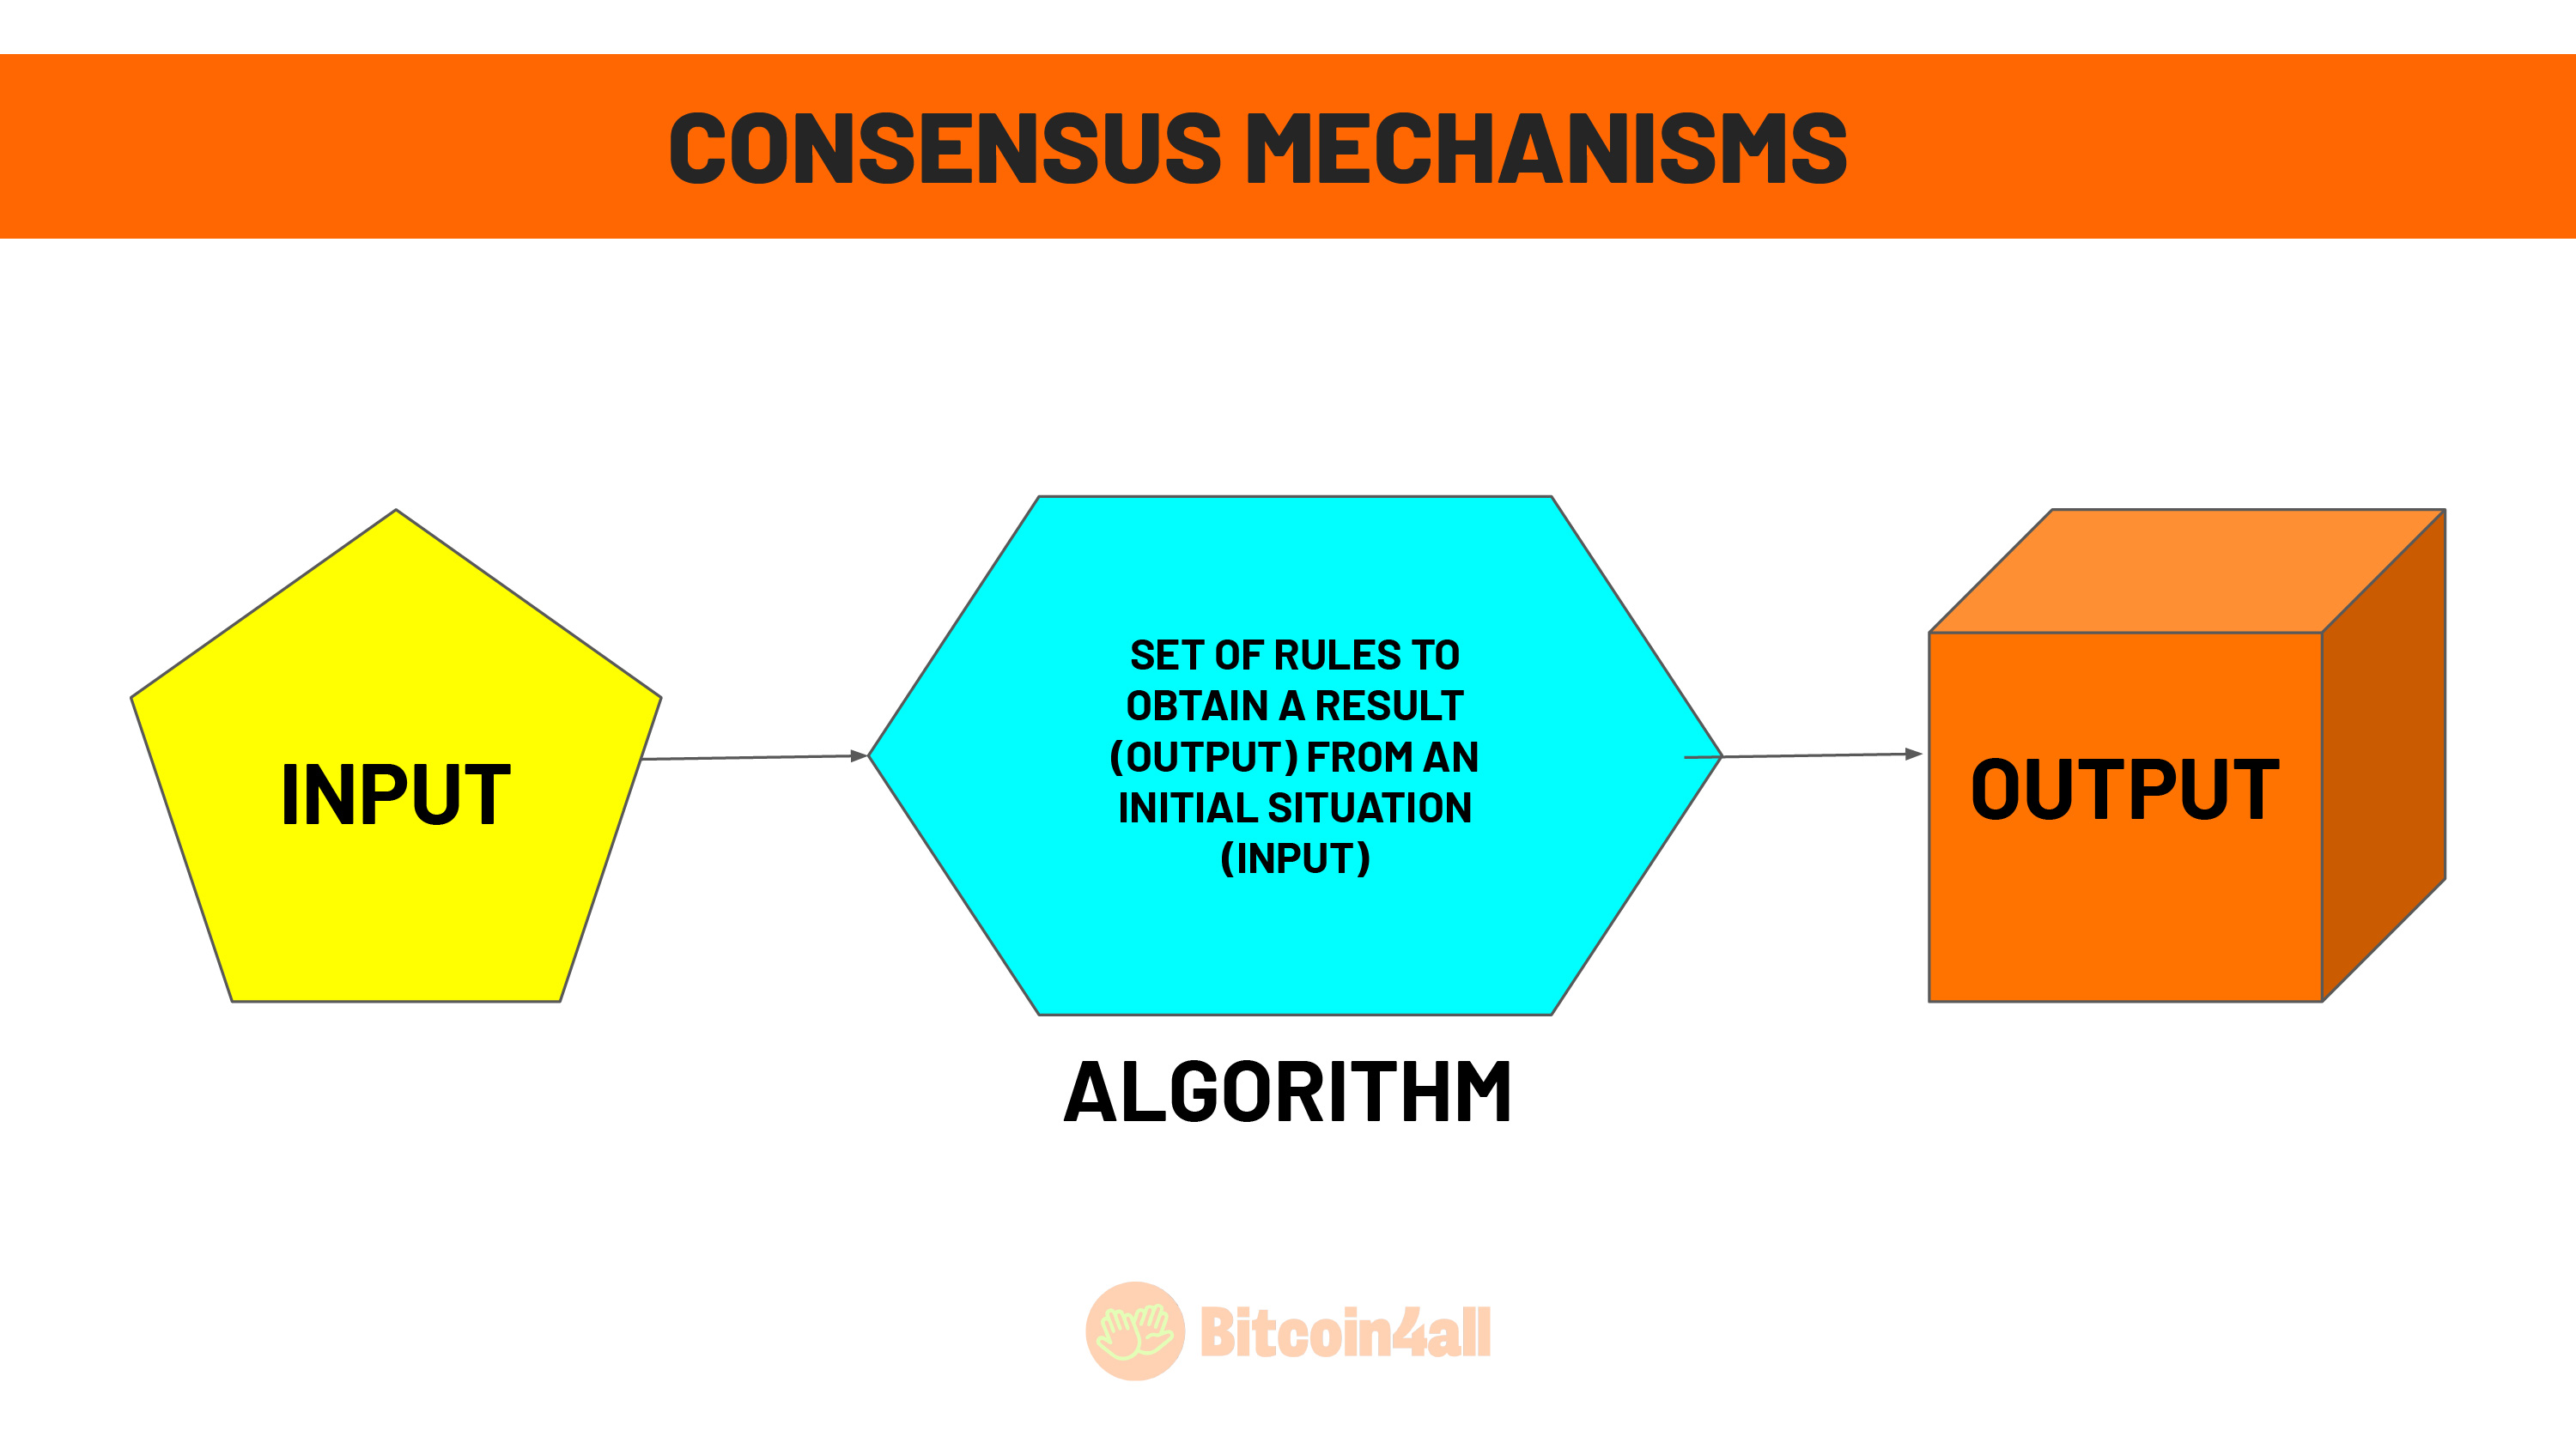 CONSENSUS MECHANISMS
INPUT
SET OF RULES TO
OBTAIN A RESULT
(OUTPUT) FROM AN
INITIAL SITUATION
(INPUT)
OUTPUT
ALGORITHM
Bitcoin4all